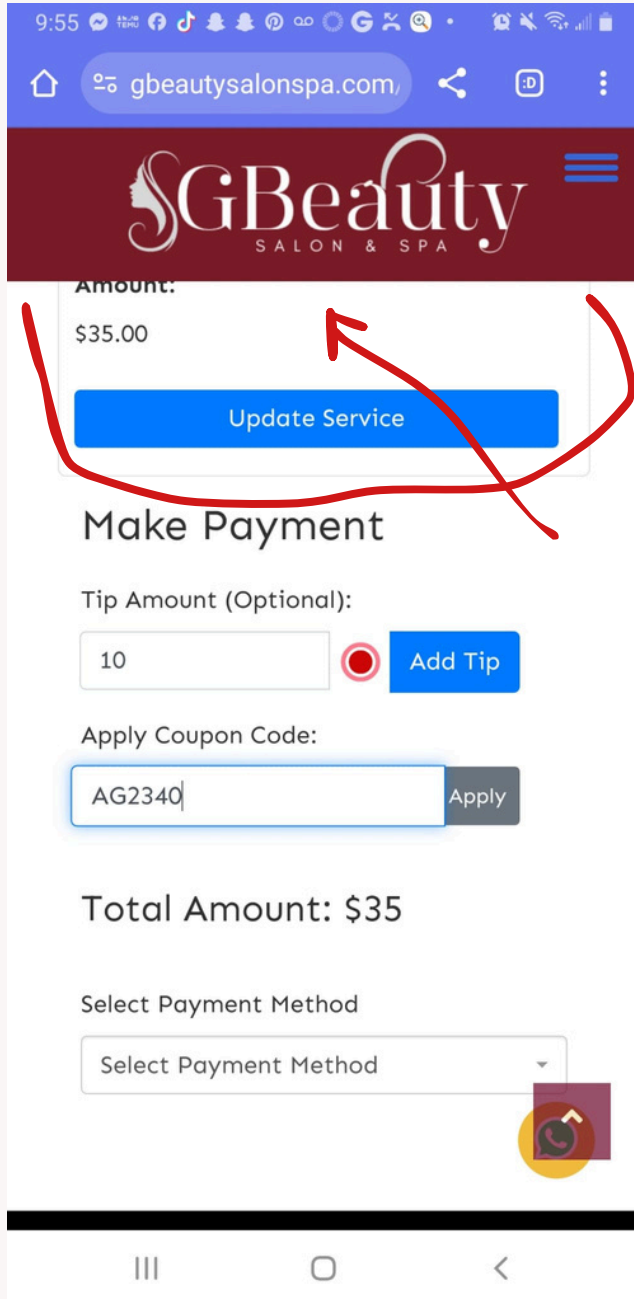 9:55
gbeautysalonspa.com/
GBeauty
SALON & SPA
Amount:
$35.00
Update Service
Make Payment
Tip Amount (Optional):
10
Add Tip
Apply Coupon Code:
AG2340
Apply
Total Amount: $35
Select Payment Method
Select Payment Method